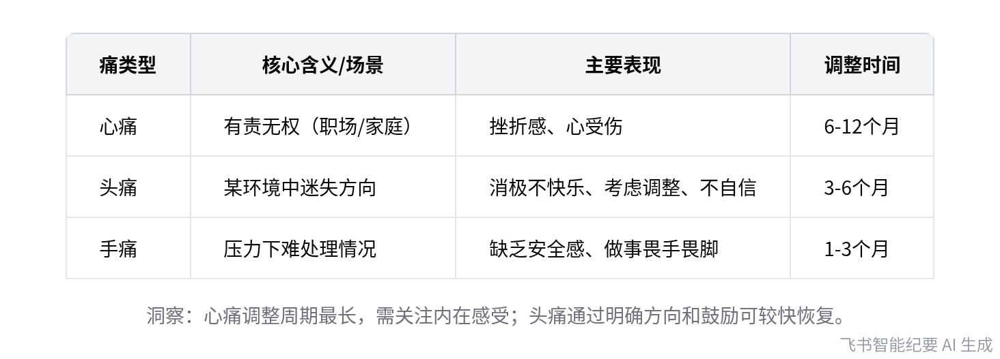 痛类型 核心含义/场景 主要表现 调整时间
心痛 有责无权（职场/家庭） 挫折感、心受伤 6-12个月
头痛 某环境中迷失方向 消极不快乐、考虑调整、不自信 3-6个月
手痛 压力下难处理情况 缺乏安全感、做事畏手畏脚 1-3个月
洞察：心痛调整周期最长，需关注内在感受；头痛通过明确方向和鼓励可较快恢复。
飞书智能纪要 AI 生成